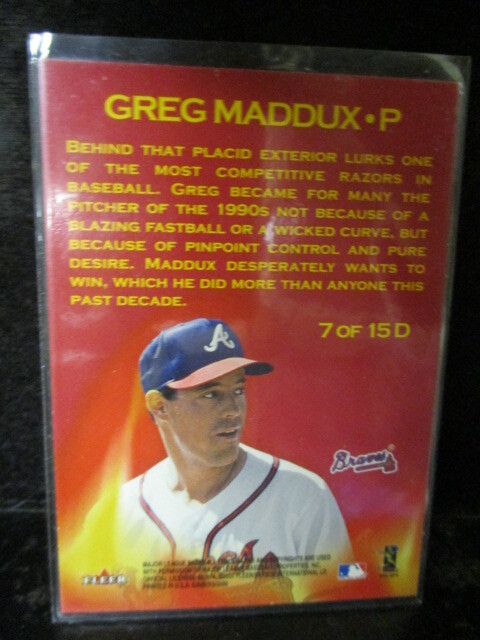 GREG MADDUX • P
BEHIND THAT PLACID EXTERIOR LURKS ONE
OF THE MOST COMPETITIVE RAZORS IN
BASEBALL. GREG BECAME FOR MANY THE
PITCHER OF THE 1990S NOT BECAUSE OF A
BLAZING FASTBALL OR A WICKED CURVE, BUT
BECAUSE OF PINPOINT CONTROL AND PURE
DESIRE. MADDUX DESPERATELY WANTS TO
WIN, WHICH HE DID MORE THAN ANYONE THIS
PAST DECADE.
7 OF 15 D
A
Braves
FLEER
MAJOR LEAGUE